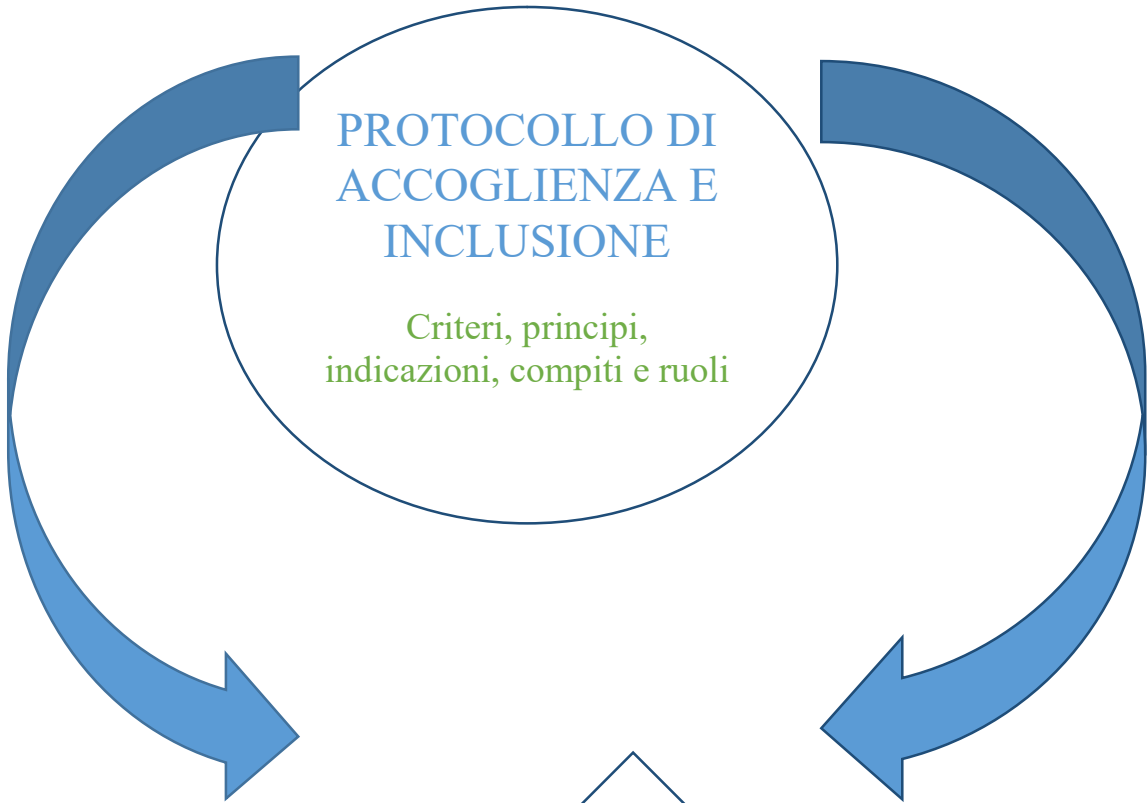 PROTOCOLLO DI
ACCOGLIENZA E
INCLUSIONE
Criteri, principi,
indicazioni, compiti e ruoli